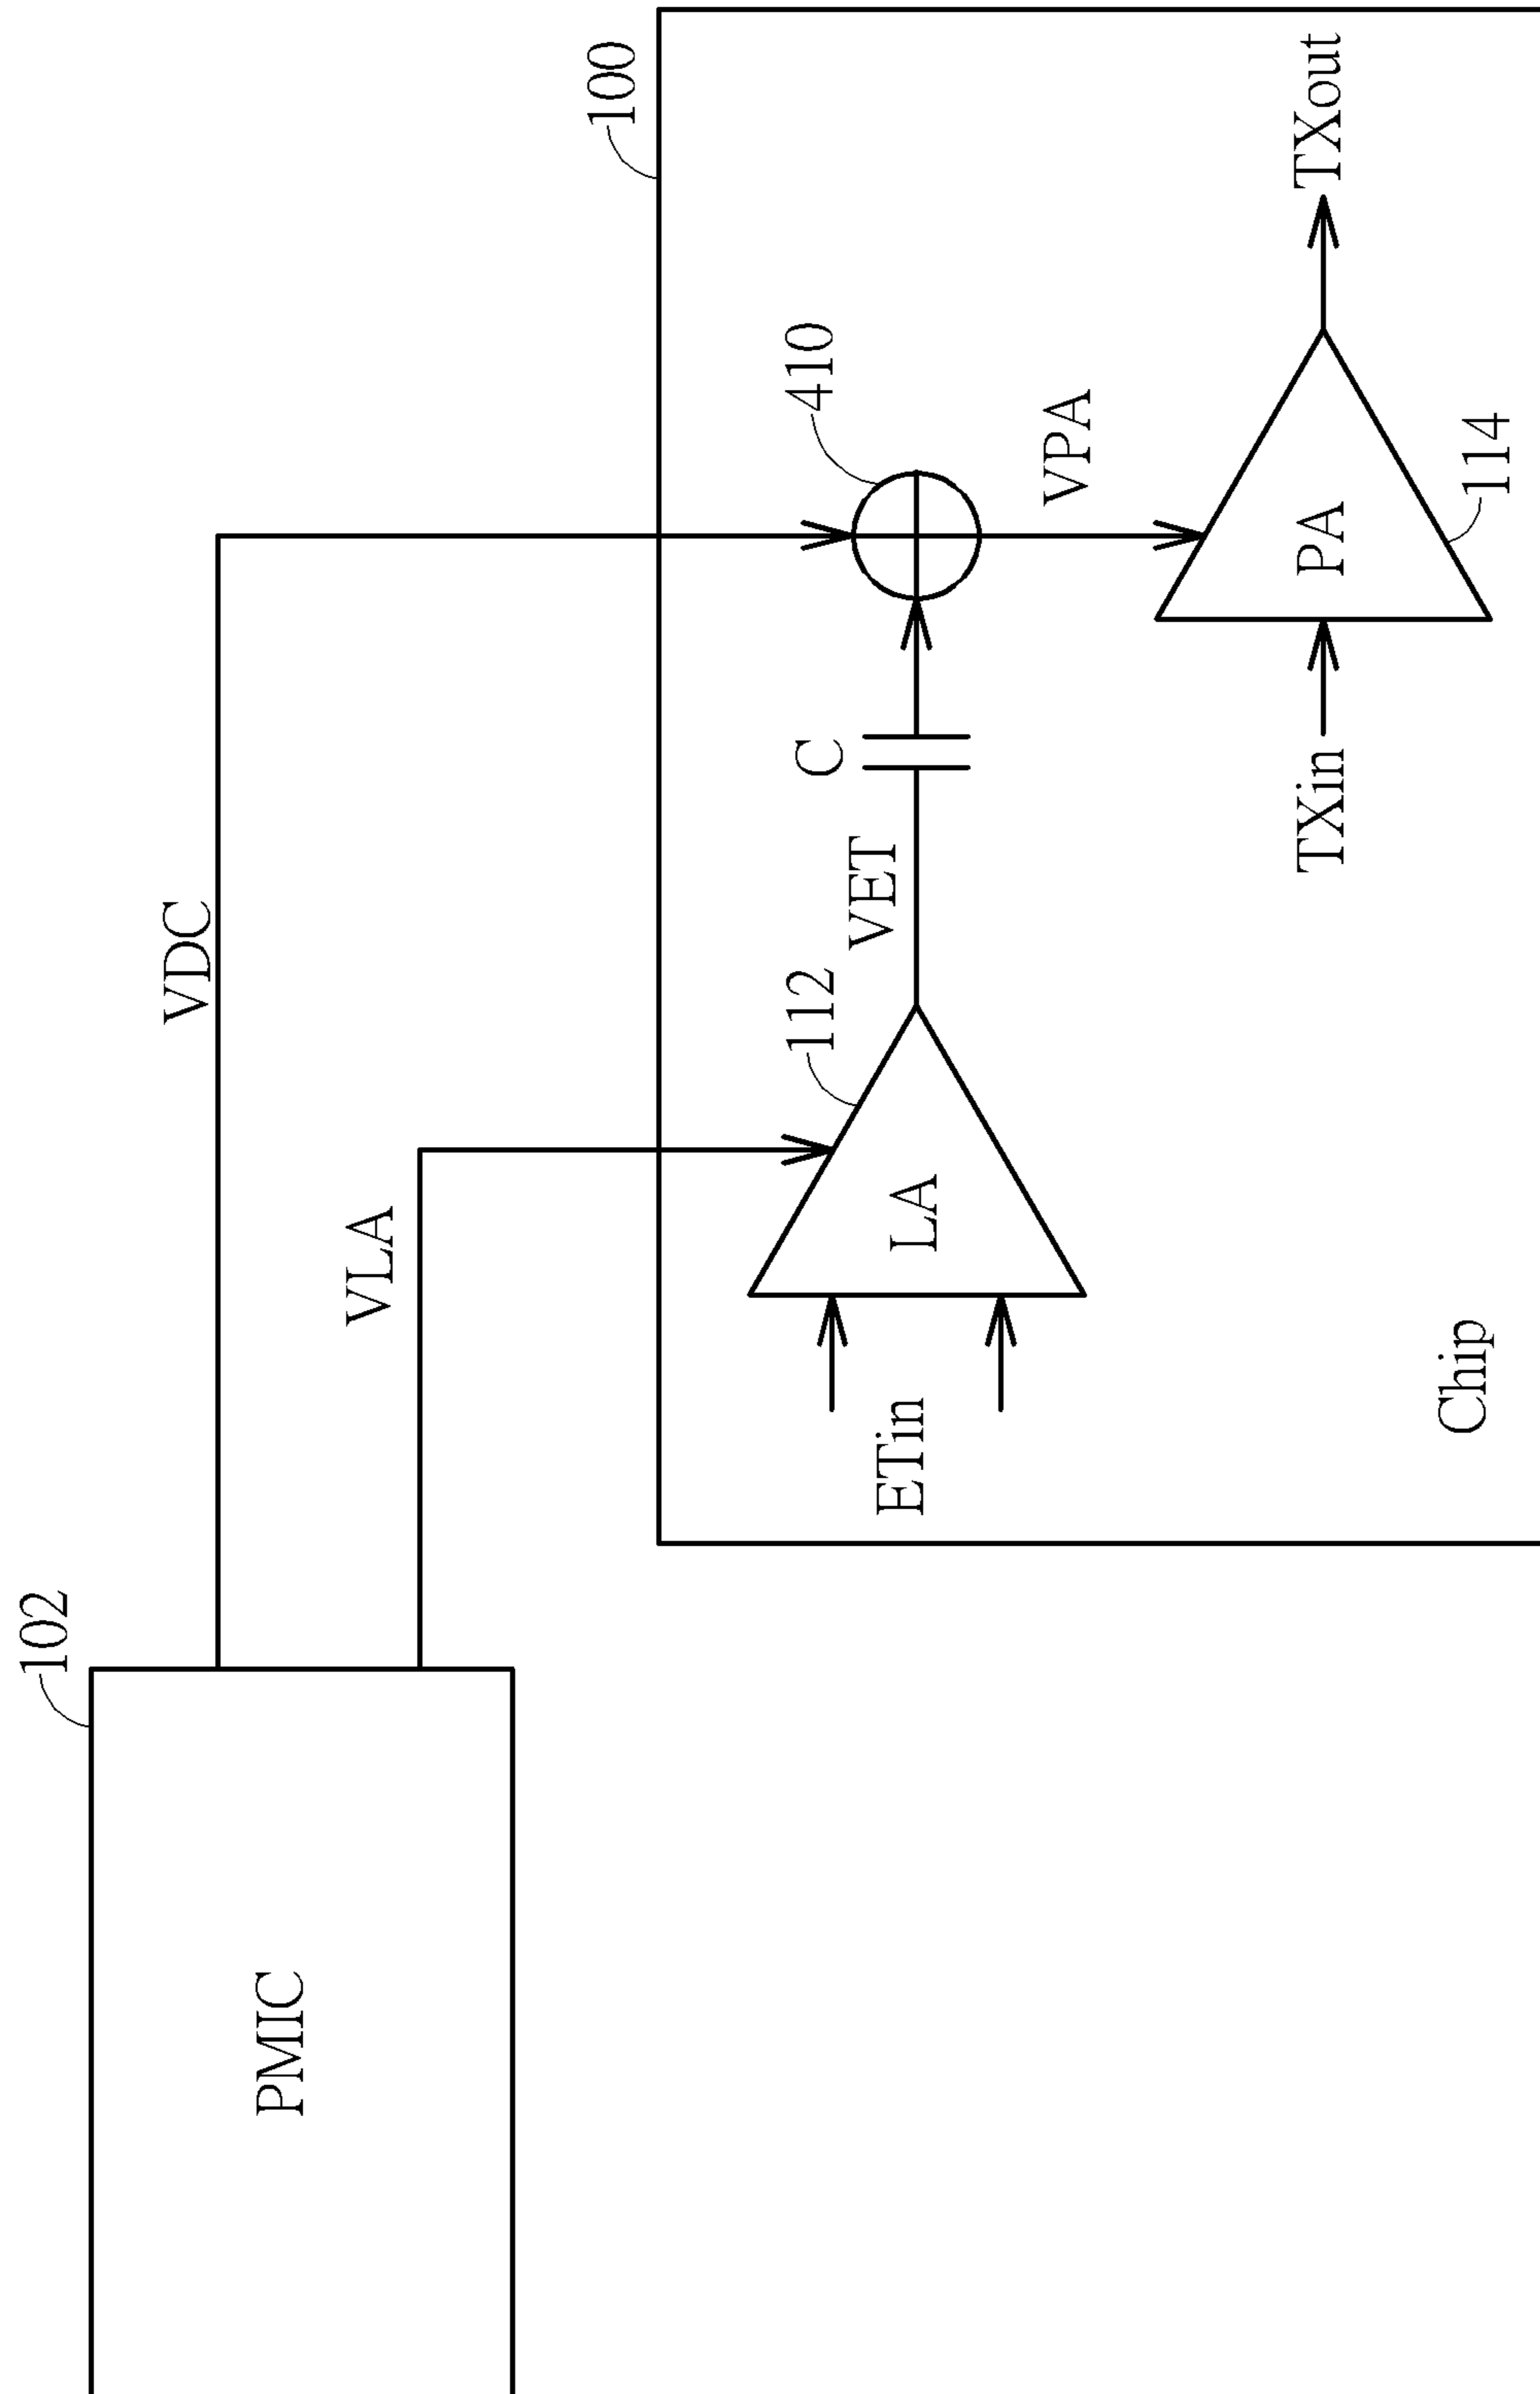 102
PMIC
VDC
VLA
100
112
LA
ETin
VET
C
410
VPA
TXin
PA
114
TXout
Chip